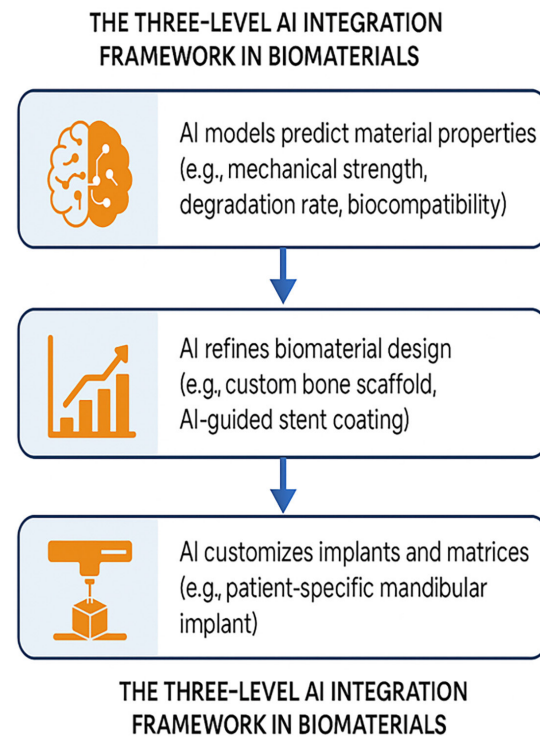 THE THREE-LEVEL AI INTEGRATION
FRAMEWORK IN BIOMATERIALS
AI models predict material properties
(e.g., mechanical strength,
degradation rate, biocompatibility)
AI refines biomaterial design
(e.g., custom bone scaffold,
AI-guided stent coating)
AI customizes implants and matrices
(e.g., patient-specific mandibular
implant)
THE THREE-LEVEL AI INTEGRATION
FRAMEWORK IN BIOMATERIALS